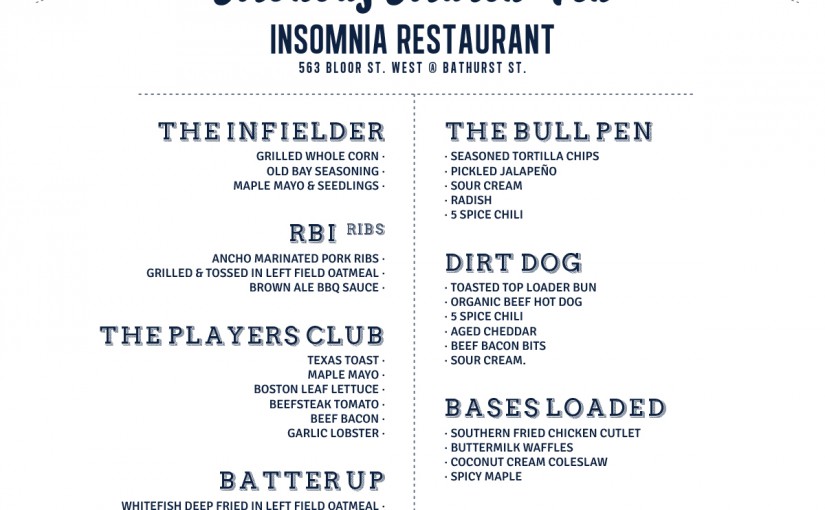 INSOMNIA RESTAURANT
563 BLOOR ST. WEST @ BATHURST ST.
THE INFIELDER
GRILLED WHOLE CORN ·
OLD BAY SEASONING ·
MAPLE MAYO & SEEDLINGS ·
RBI RIBS
ANCHO MARINATED PORK RIBS ·
GRILLED & TOSSED IN LEFT FIELD OATMEAL ·
BROWN ALE BBQ SAUCE ·
THE PLAYERS CLUB
TEXAS TOAST ·
MAPLE MAYO ·
BOSTON LEAF LETTUCE ·
BEEFSTEAK TOMATO ·
BEEF BACON ·
GARLIC LOBSTER ·
BATTER UP
WHITEFISH DEEP FRIED IN LEFT FIELD OATMEAL ·
THE BULL PEN
· SEASONED TORTILLA CHIPS
· PICKLED JALAPEÑO
· SOUR CREAM
· RADISH
· 5 SPICE CHILI
DIRT DOG
· TOASTED TOP LOADER BUN
· ORGANIC BEEF HOT DOG
· 5 SPICE CHILI
· AGED CHEDDAR
· BEEF BACON BITS
· SOUR CREAM.
BASES LOADED
· SOUTHERN FRIED CHICKEN CUTLET
· BUTTERMILK WAFFLES
· COCONUT CREAM COLESLAW
· SPICY MAPLE